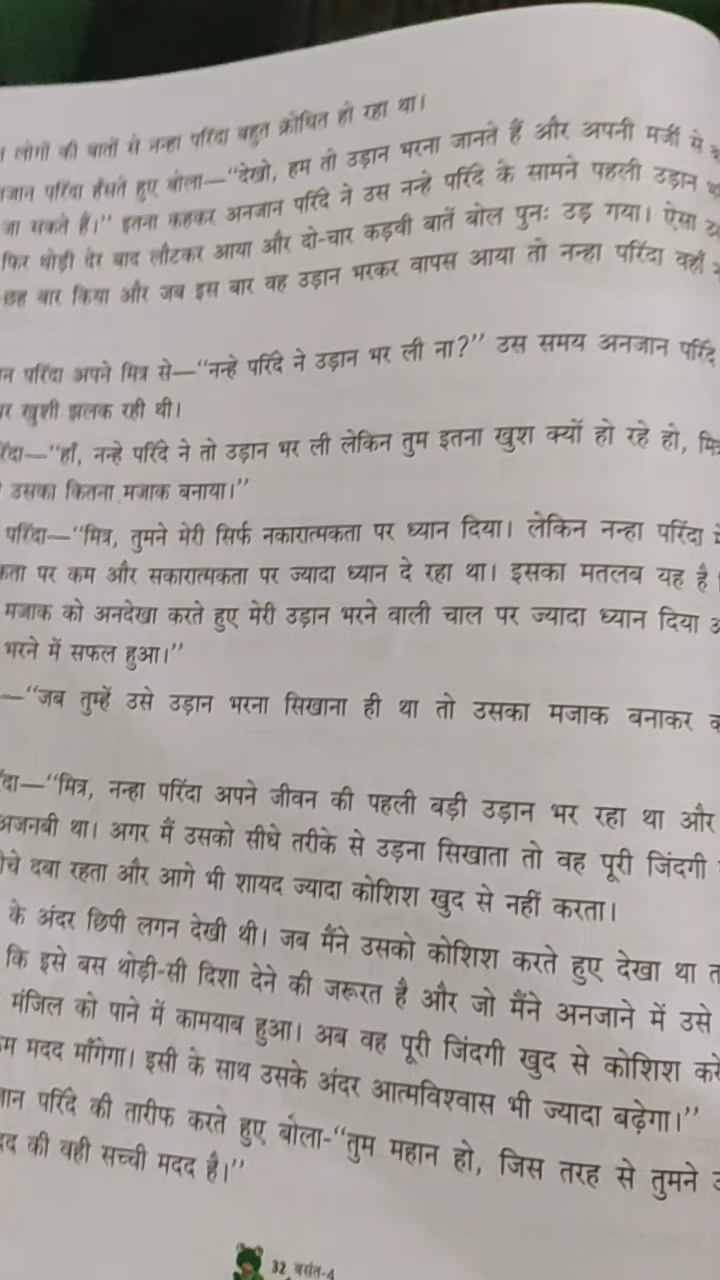 लोगों की बातों से नन्हा परिंदा बहुत क्रोधित हो रहा था।
परिंदा हँसते हुए बोला—“देखो, हम तो उड़ान भरना जानते हैं और अपनी मर्जी से
जा सकते हैं।” इतना कहकर अनजान परिंदे ने उस नन्हे परिंदे के सामने पहली उड़ान
फिर थोड़ी देर बाद लौटकर आया और दो-चार कड़वी बातें बोल पुनः उड़ गया। ऐसा
छह बार किया और जब इस बार वह उड़ान भरकर वापस आया तो नन्हा परिंदा वहाँ
परिंदा अपने मित्र से—“नन्हे परिंदे ने उड़ान भर ली ना?” उस समय अनजान परिंदे
खुशी झलक रही थी।
“हाँ, नन्हे परिंदे ने तो उड़ान भर ली लेकिन तुम इतना खुश क्यों हो रहे हो,
उसका कितना मजाक बनाया।”
परिंदा—“मित्र, तुमने मेरी सिर्फ नकारात्मकता पर ध्यान दिया। लेकिन नन्हा परिंदा
पर कम और सकारात्मकता पर ज्यादा ध्यान दे रहा था। इसका मतलब यह है
मजाक को अनदेखा करते हुए मेरी उड़ान भरने वाली चाल पर ज्यादा ध्यान दिया
भरने में सफल हुआ।”
—“जब तुम्हें उसे उड़ान भरना सिखाना ही था तो उसका मजाक बनाकर
—“मित्र, नन्हा परिंदा अपने जीवन की पहली बड़ी उड़ान भर रहा था और
अजनबी था। अगर मैं उसको सीधे तरीके से उड़ना सिखाता तो वह पूरी जिंदगी
दबा रहता और आगे भी शायद ज्यादा कोशिश खुद से नहीं करता।
के अंदर छिपी लगन देखी थी। जब मैंने उसको कोशिश करते हुए देखा था
कि इसे बस थोड़ी-सी दिशा देने की जरूरत है और जो मैंने अनजाने में उसे
मंजिल को पाने में कामयाब हुआ। अब वह पूरी जिंदगी खुद से कोशिश
मदद माँगेगा। इसी के साथ उसके अंदर आत्मविश्वास भी ज्यादा बढ़ेगा।”
परिंदे की तारीफ करते हुए बोला-“तुम महान हो, जिस तरह से तुमने
की वही सच्ची मदद है।”
32 बसंत-4